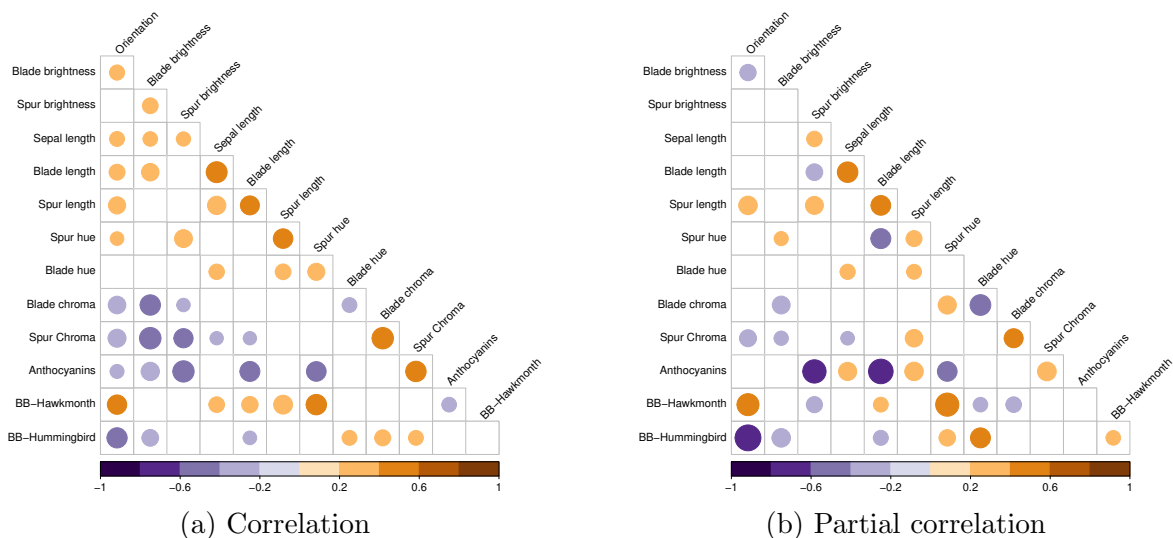 Orientation
Blade brightness
Spur brightness
Sepal length
Blade length
Spur length
Spur hue
Blade hue
Blade chroma
Spur Chroma
Anthocyanins
BB−Hawkmonth
Blade brightness
Spur brightness
Sepal length
Blade length
Spur length
Spur hue
Blade hue
Blade chroma
Spur Chroma
Anthocyanins
BB−Hawkmonth
BB−Hummingbird
−1 −0.6 −0.2 0.2 0.6 1
(a) Correlation
Orientation
Blade brightness
Spur brightness
Sepal length
Blade length
Spur length
Spur hue
Blade hue
Blade chroma
Spur Chroma
Anthocyanins
BB−Hawkmonth
Blade brightness
Spur brightness
Sepal length
Blade length
Spur length
Spur hue
Blade hue
Blade chroma
Spur Chroma
Anthocyanins
BB−Hawkmonth
BB−Hummingbird
−1 −0.6 −0.2 0.2 0.6 1
(b) Partial correlation